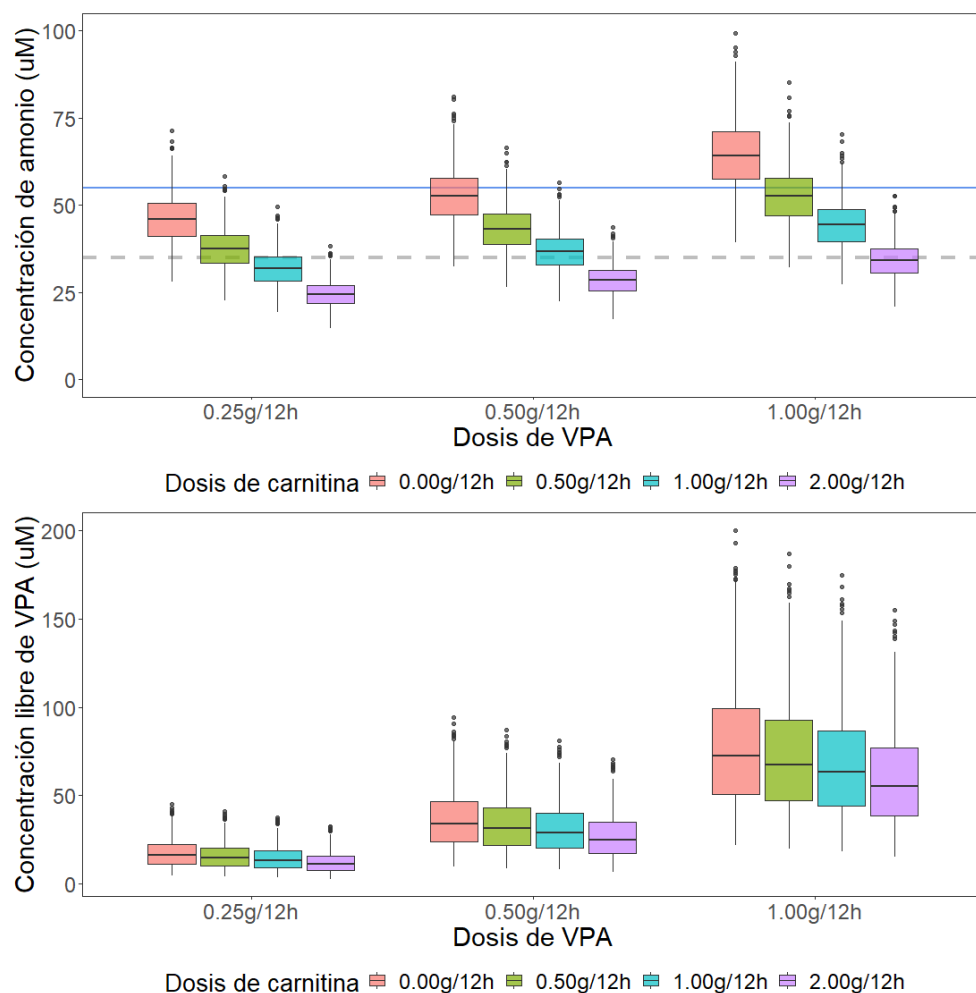 Concentración de amonio (uM)
100
75
50
25
0
0.25g/12h 0.50g/12h 1.00g/12h
Dosis de VPA
Dosis de carnitina 0.00g/12h 0.50g/12h 1.00g/12h 2.00g/12h
Concentración libre de VPA (uM)
200
150
100
50
0
0.25g/12h 0.50g/12h 1.00g/12h
Dosis de VPA
Dosis de carnitina 0.00g/12h 0.50g/12h 1.00g/12h 2.00g/12h